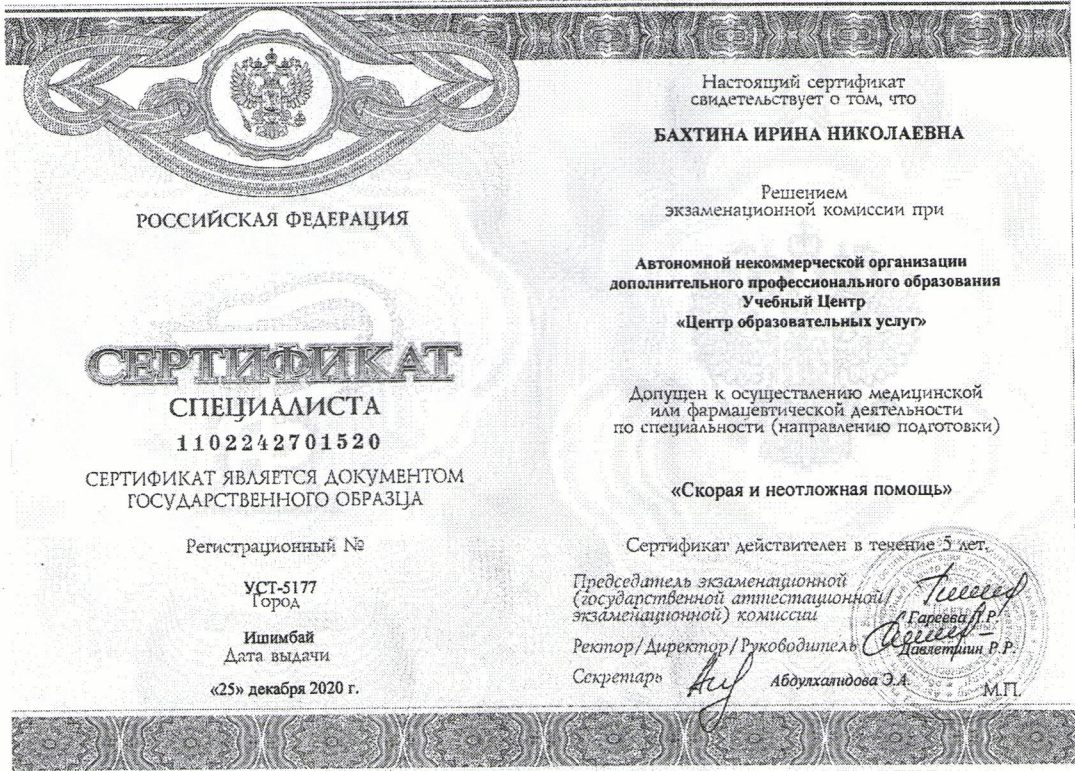 РОССИЙСКАЯ ФЕДЕРАЦИЯ
СЕРТИФИКАТ
СПЕЦИАЛИСТА
1102242701520
СЕРТИФИКАТ ЯВЛЯЕТСЯ ДОКУМЕНТОМ
ГОСУДАРСТВЕННОГО ОБРАЗЦА
Регистрационный №
УСТ-5177
Город
Ишимбай
Дата выдачи
«25» декабря 2020 г.
Настоящий сертификат
свидетельствует о том, что
БАХТИНА ИРИНА НИКОЛАЕВНА
Решением
экзаменационной комиссии при
Автономной некоммерческой организации
дополнительного профессионального образования
Учебный Центр
«Центр образовательных услуг»
Допущен к осуществлению медицинской
или фармацевтической деятельности
по специальности (направлению подготовки)
«Скорая и неотложная помощь»
Сертификат действителен в течение 5 лет.
Председатель экзаменационной
(государственной аттестационной/
экзаменационной) комиссии
Гареева Л.Р.
Ректор/Директор/Руководитель
Давлетшин Р.Р.
Секретарь
Абдулхалидова Э.А.
М.П.